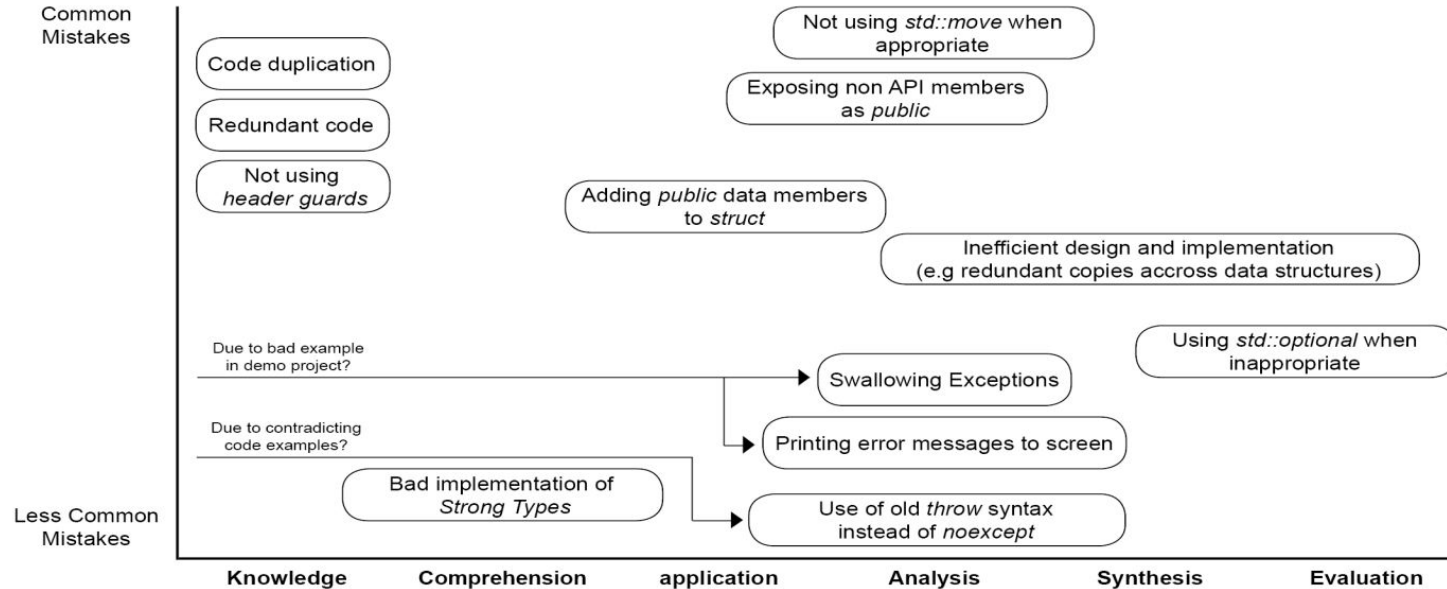 Common
Mistakes
Not using std::move when
appropriate
Code duplication
Exposing non API members
as public
Redundant code
Not using
header guards
Adding public data members
to struct
Inefficient design and implementation
(e.g redundant copies accross data structures)
Using std::optional when
inappropriate
Due to bad example
in demo project?
Swallowing Exceptions
Due to contradicting
code examples?
Printing error messages to screen
Bad implementation of
Strong Types
Use of old throw syntax
instead of noexcept
Less Common
Mistakes
Knowledge Comprehension application Analysis Synthesis Evaluation